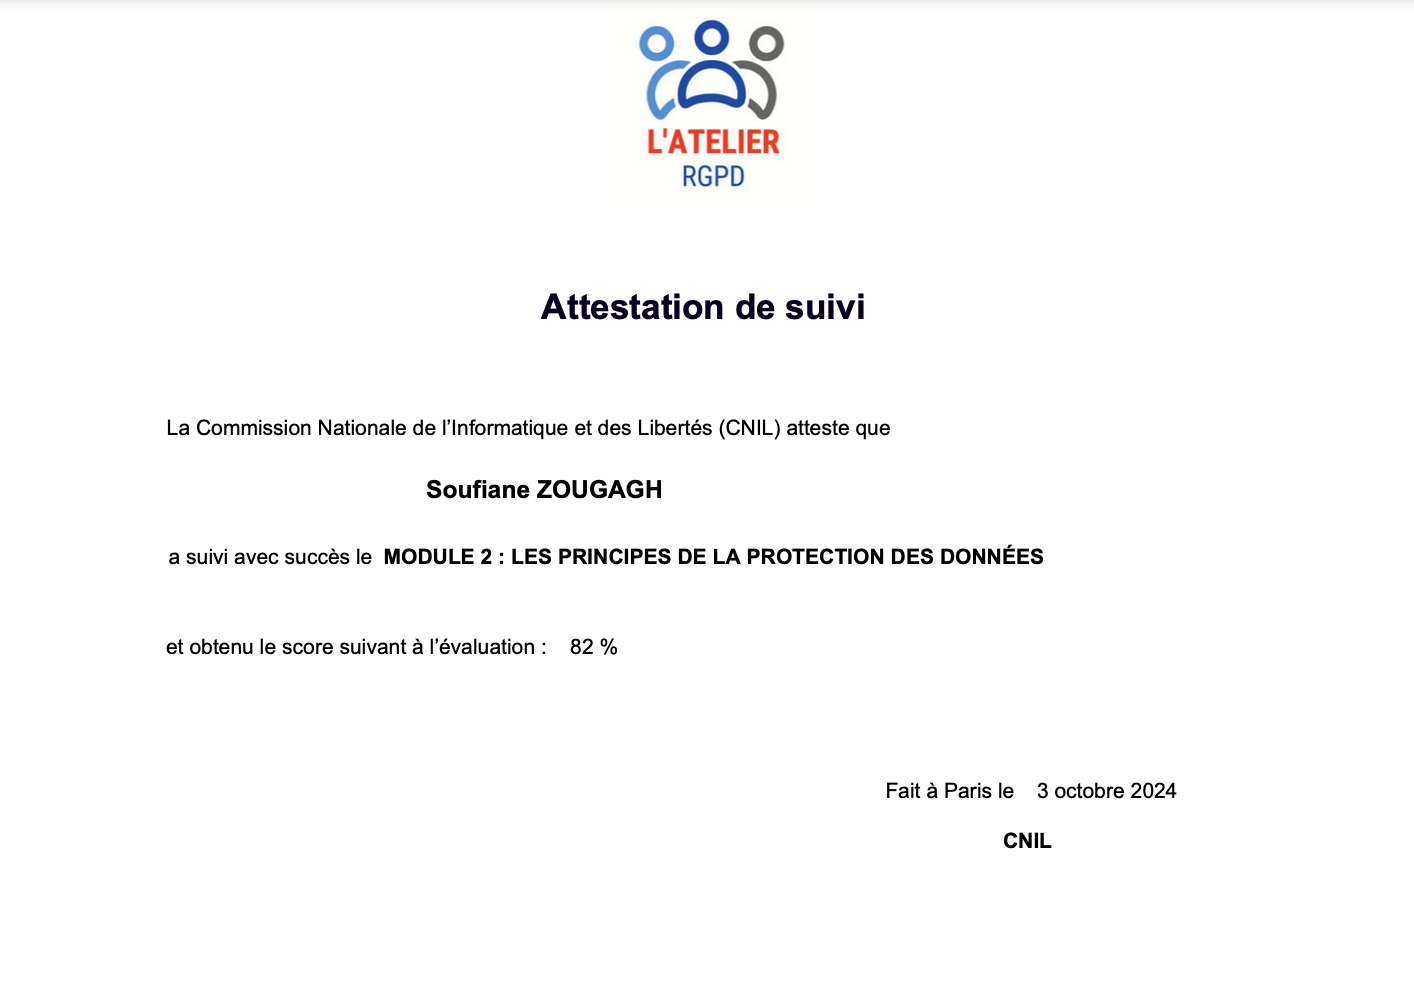 L'ATELIER
RGPD
Attestation de suivi
La Commission Nationale de l’Informatique et des Libertés (CNIL) atteste que
Soufiane ZOUGAGH
a suivi avec succès le MODULE 2 : LES PRINCIPES DE LA PROTECTION DES DONNÉES
et obtenu le score suivant à l’évaluation : 82 %
Fait à Paris le 3 octobre 2024
CNIL